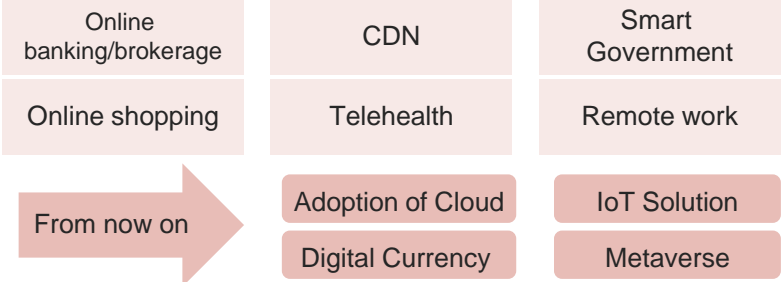 Online
banking/brokerage
CDN
Smart
Government
Online shopping
Telehealth
Remote work
From now on
Adoption of Cloud
IoT Solution
Digital Currency
Metaverse